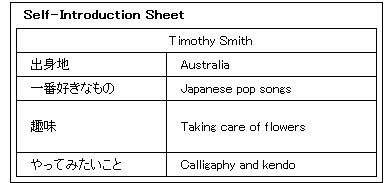 Self-Introduction Sheet
Timothy Smith
出身地 Australia
一番好きなもの Japanese pop songs
趣味 Taking care of flowers
やってみたいこと Calligaphy and kendo